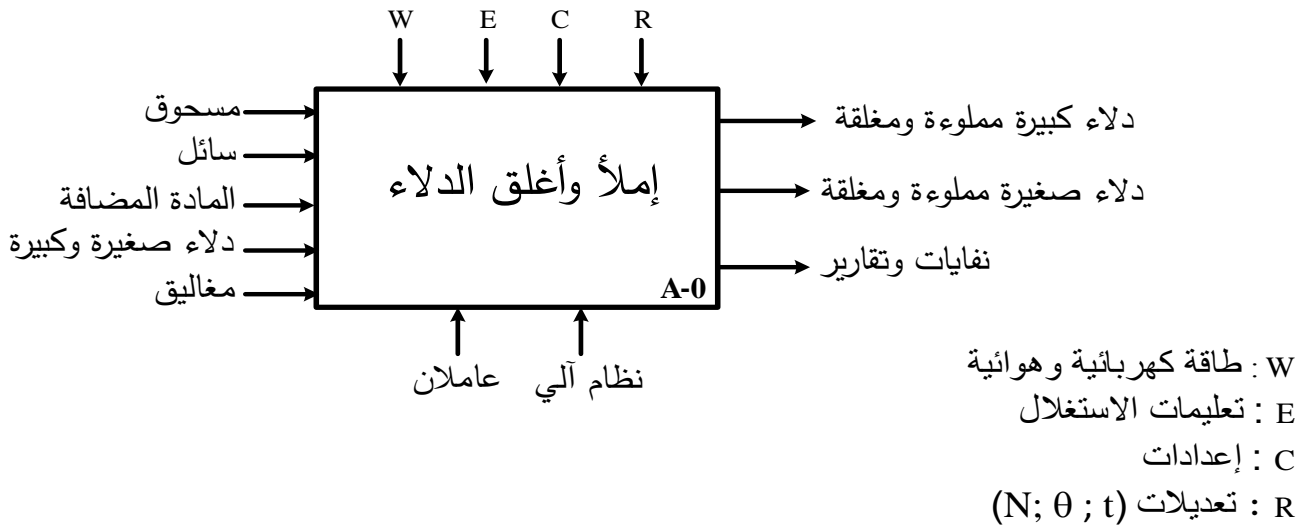 W E C R
مسحوق
سائل
المادة المضافة
دلاء صغيرة وكبيرة
مغاليق
إملأ وأغلق الدلاء
A-0
دلاء كبيرة مملوءة ومغلقة
دلاء صغيرة مملوءة ومغلقة
نفايات وتقارير
عاملان
نظام آلي
W : طاقة كهربائية وهوائية
E : تعليمات الاستغلال
C : إعدادات
R : تعديلات (N; θ ; t)